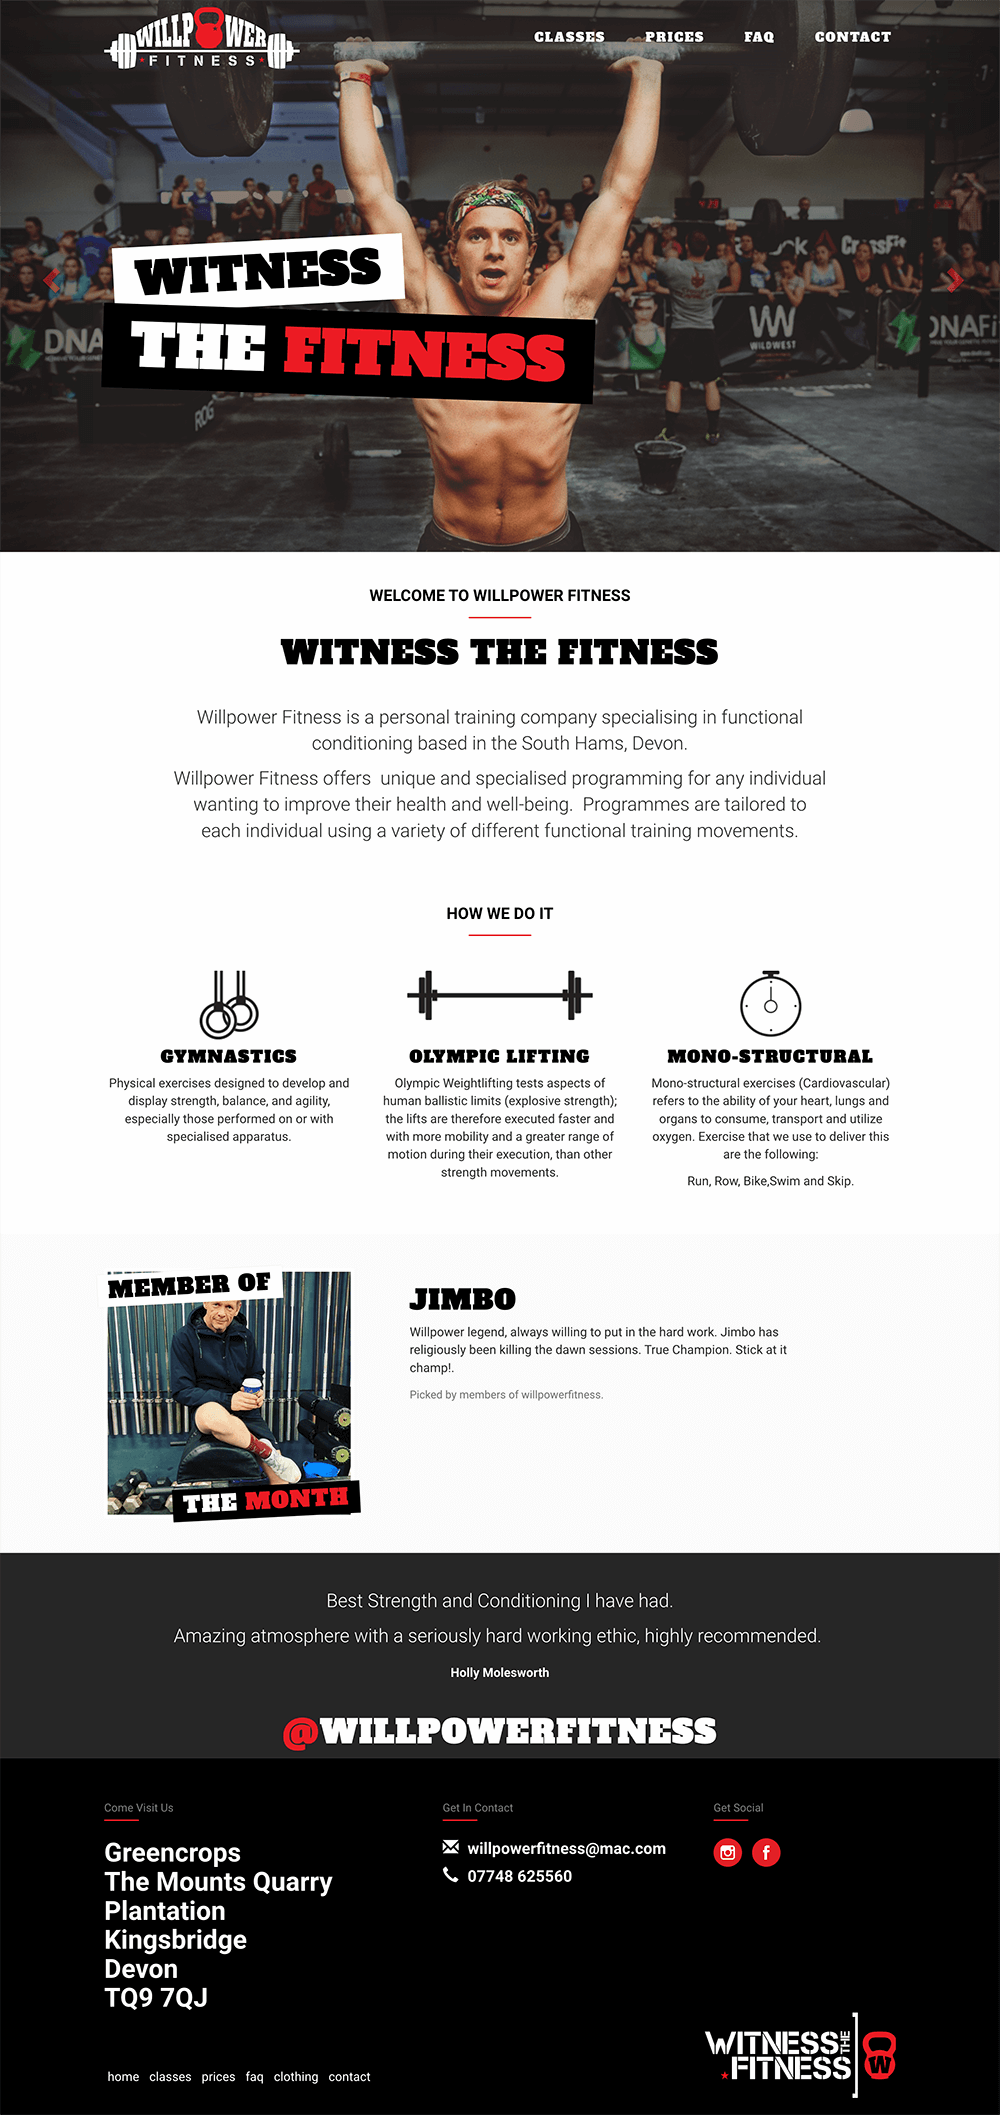 WILLPOWER
FITNESS
CLASSES PRICES FAQ CONTACT
CrossFit
WITNESS
THE FITNESS
DNA
WILDWEST
DNAFi
ROG
WELCOME TO WILLPOWER FITNESS
WITNESS THE FITNESS
Willpower Fitness is a personal training company specialising in functional
conditioning based in the South Hams, Devon.
Willpower Fitness offers unique and specialised programming for any individual
wanting to improve their health and well-being. Programmes are tailored to
each individual using a variety of different functional training movements.
HOW WE DO IT
GYMNASTICS
Physical exercises designed to develop and
display strength, balance, and agility,
especially those performed on or with
specialised apparatus.
OLYMPIC LIFTING
Olympic Weightlifting tests aspects of
human ballistic limits (explosive strength);
the lifts are therefore executed faster and
with more mobility and a greater range of
motion during their execution, than other
strength movements.
MONO-STRUCTURAL
Mono-structural exercises (Cardiovascular)
refers to the ability of your heart, lungs and
organs to consume, transport and utilize
oxygen. Exercise that we use to deliver this
are the following:
Run, Row, Bike,Swim and Skip.
MEMBER OF
THE MONTH
JIMBO
Willpower legend, always willing to put in the hard work. Jimbo has
religiously been killing the dawn sessions. True Champion. Stick at it
champ!.
Picked by members of willpowerfitness.
Best Strength and Conditioning I have had.
Amazing atmosphere with a seriously hard working ethic, highly recommended.
Holly Molesworth
@WILLPOWERFITNESS
Come Visit Us
Greencrops
The Mounts Quarry
Plantation
Kingsbridge
Devon
TQ9 7QJ
Get In Contact
willpowerfitness@mac.com
07748 625560
Get Social
f
home classes prices faq clothing contact
WITNESS THE
FITNESS
W